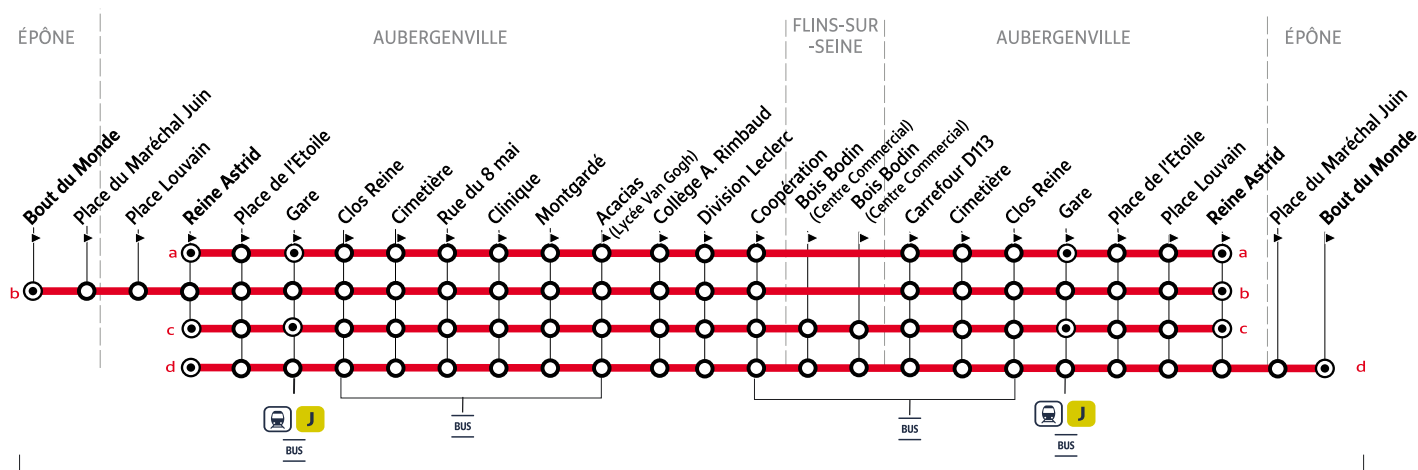 ÉPÔNE
AUBERGENVILLE
FLINS-SUR
-SEINE
AUBERGENVILLE
ÉPÔNE
Bout du Monde
Place du Maréchal Juin
Place Louvain
Reine Astrid
Place de l'Etoile
Gare
Clos Reine
Cimetière
Rue du 8 mai
Clinique
Montgardé
Acacias
(Lycée Van Gogh)
Collège A. Rimbaud
Division Leclerc
Coopération
Bois Bodin
(Centre Commercial)
Bois Bodin
(Centre Commercial)
Carrefour D113
Cimetière
Clos Reine
Gare
Place de l'Etoile
Place Louvain
Reine Astrid
Place du Maréchal Juin
Bout du Monde
a
a
b
b
c
c
d
d
J
BUS
BUS
BUS
J
BUS